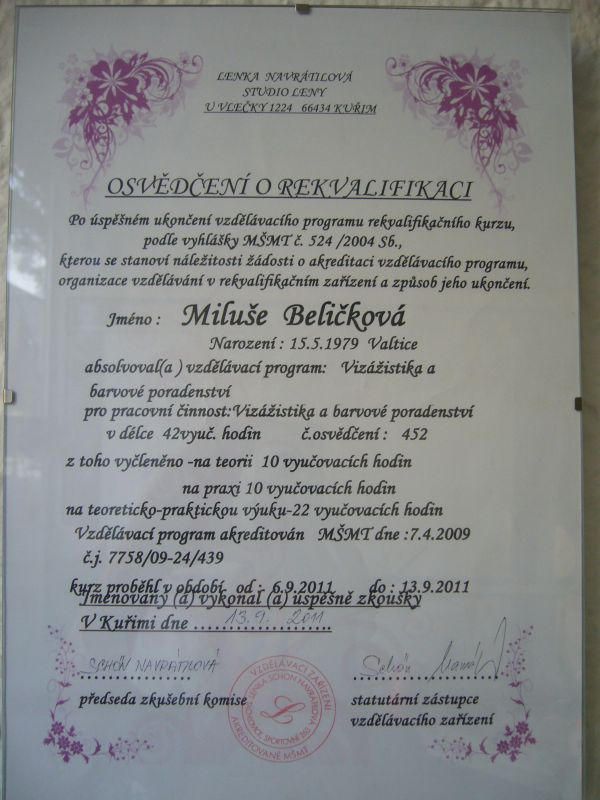 LENKA NAVRÁTILOVÁ
STUDIO LENY
U VLEČKY 1224 66434 KUŘIM
OSVĚDČENÍ O REKVALIFIKACI
Po úspěšném ukončení vzdělávacího programu rekvalifikačního kurzu,
podle vyhlášky MŠMT č. 524 /2004 Sb.,
kterou se stanoví náležitosti žádosti o akreditaci vzdělávacího programu,
organizace vzdělávání v rekvalifikačním zařízení a způsob jeho ukončení.
Jméno : Miluše Beličková
Narození : 15.5.1979 Valtice
absolvoval(a ) vzdělávací program: Vizážistika a
barvové poradenství
pro pracovní činnost:Vizážistika a barvové poradenství
v délce 42vyuč. hodin č.osvědčení : 452
z toho vyčleněno -na teorii 10 vyučovacích hodin
na praxi 10 vyučovacích hodin
na teoreticko-praktickou výuku-22 vyučovacích hodin
Vzdělávací program akreditován MŠMT dne :7.4.2009
č.j. 7758/09-24/439
kurz proběhl v období od : 6.9.2011 do : 13.9.2011
Jmenovaný (á) vykonal (a) úspěšně zkoušky
V Kuřimi dne .....13. 9. 2011.....
SCHÖN NAVRÁTILOVÁ Schön
předseda zkušební komise statutární zástupce
vzdělávacího zařízení
VZDĚLÁVACÍ ZAŘÍZENÍ
LENKA SCHÖN NAVRÁTILOVÁ
SPORTOVNÍ
AKREDITOVANÉ MŠMT
L